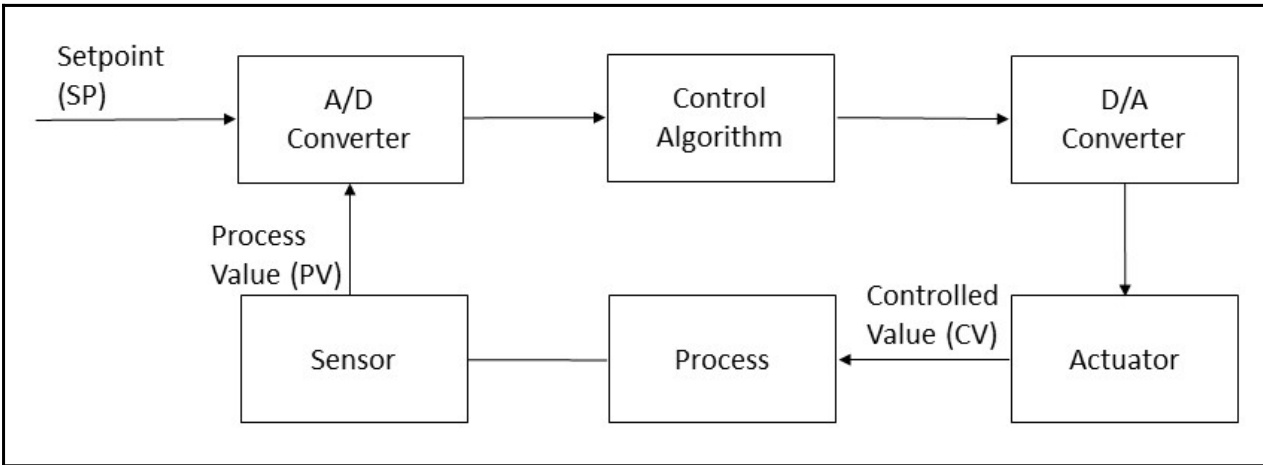 Setpoint
(SP)
A/D
Converter
Control
Algorithm
D/A
Converter
Process
Value (PV)
Sensor
Process
Controlled
Value (CV)
Actuator